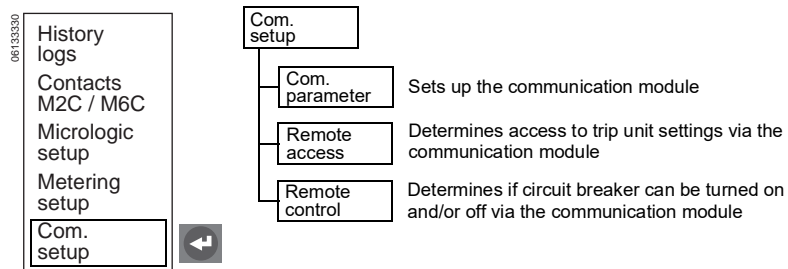 06133330
History
logs
Contacts
M2C / M6C
Micrologic
setup
Metering
setup
Com.
setup
Com.
setup
Com.
parameter
Sets up the communication module
Remote
access
Determines access to trip unit settings via the
communication module
Remote
control
Determines if circuit breaker can be turned on
and/or off via the communication module